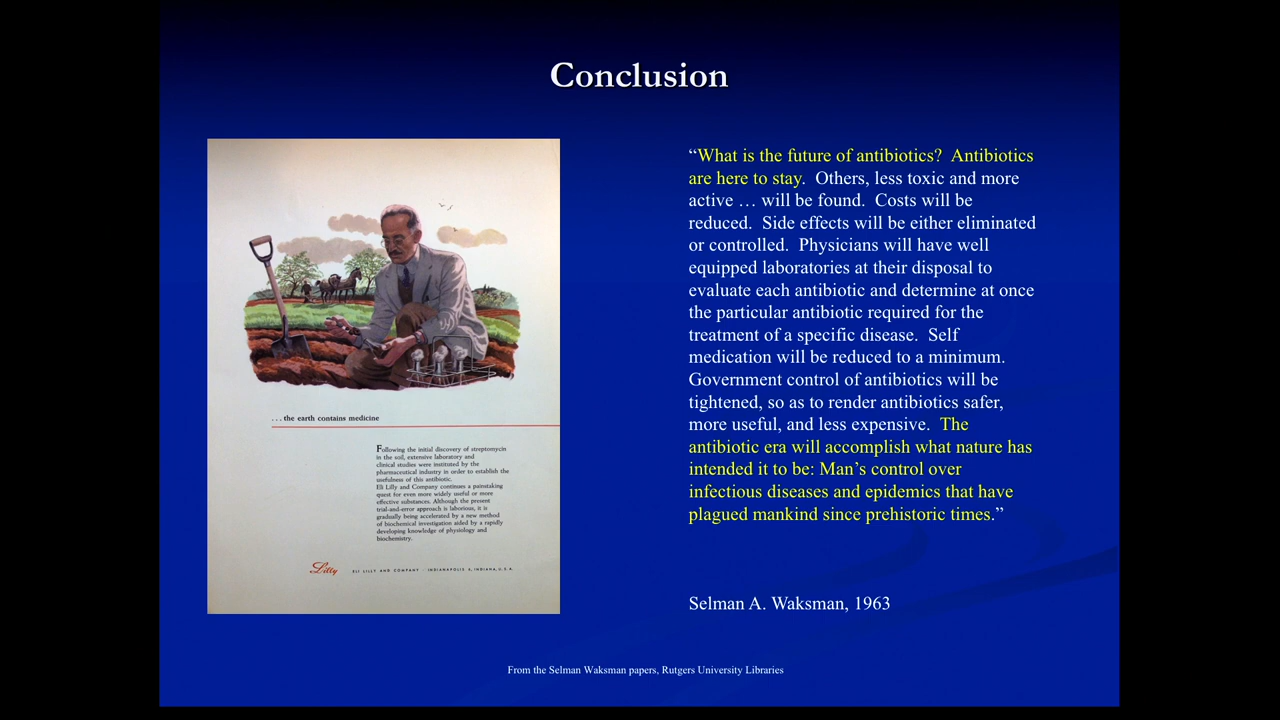 Conclusion
“What is the future of antibiotics?  Antibiotics
are here to stay.  Others, less toxic and more
active … will be found.  Costs will be
reduced.  Side effects will be either eliminated
or controlled.  Physicians will have well
equipped laboratories at their disposal to
evaluate each antibiotic and determine at once
the particular antibiotic required for the
treatment of a specific disease.  Self
medication will be reduced to a minimum.
Government control of antibiotics will be
tightened, so as to render antibiotics safer,
more useful, and less expensive.  The
antibiotic era will accomplish what nature has
intended it to be: Man’s control over
infectious diseases and epidemics that have
plagued mankind since prehistoric times.”
Selman A. Waksman, 1963
. . . the earth contains medicine
Following the initial discovery of streptomycin
in the soil, extensive laboratory and
clinical studies were instituted by the
pharmaceutical industry in order to establish the
usefulness of this antibiotic.
Eli Lilly and Company continues a painstaking
quest for even more widely useful or more
effective substances. Although the present
trial-and-error approach is laborious, it is
gradually being accelerated by a new method
of biochemical investigation aided by a rapidly
developing knowledge of physiology and
biochemistry.
Lilly
ELI LILLY AND COMPANY · INDIANAPOLIS 6, INDIANA, U.S.A.
From the Selman Waksman papers, Rutgers University Libraries